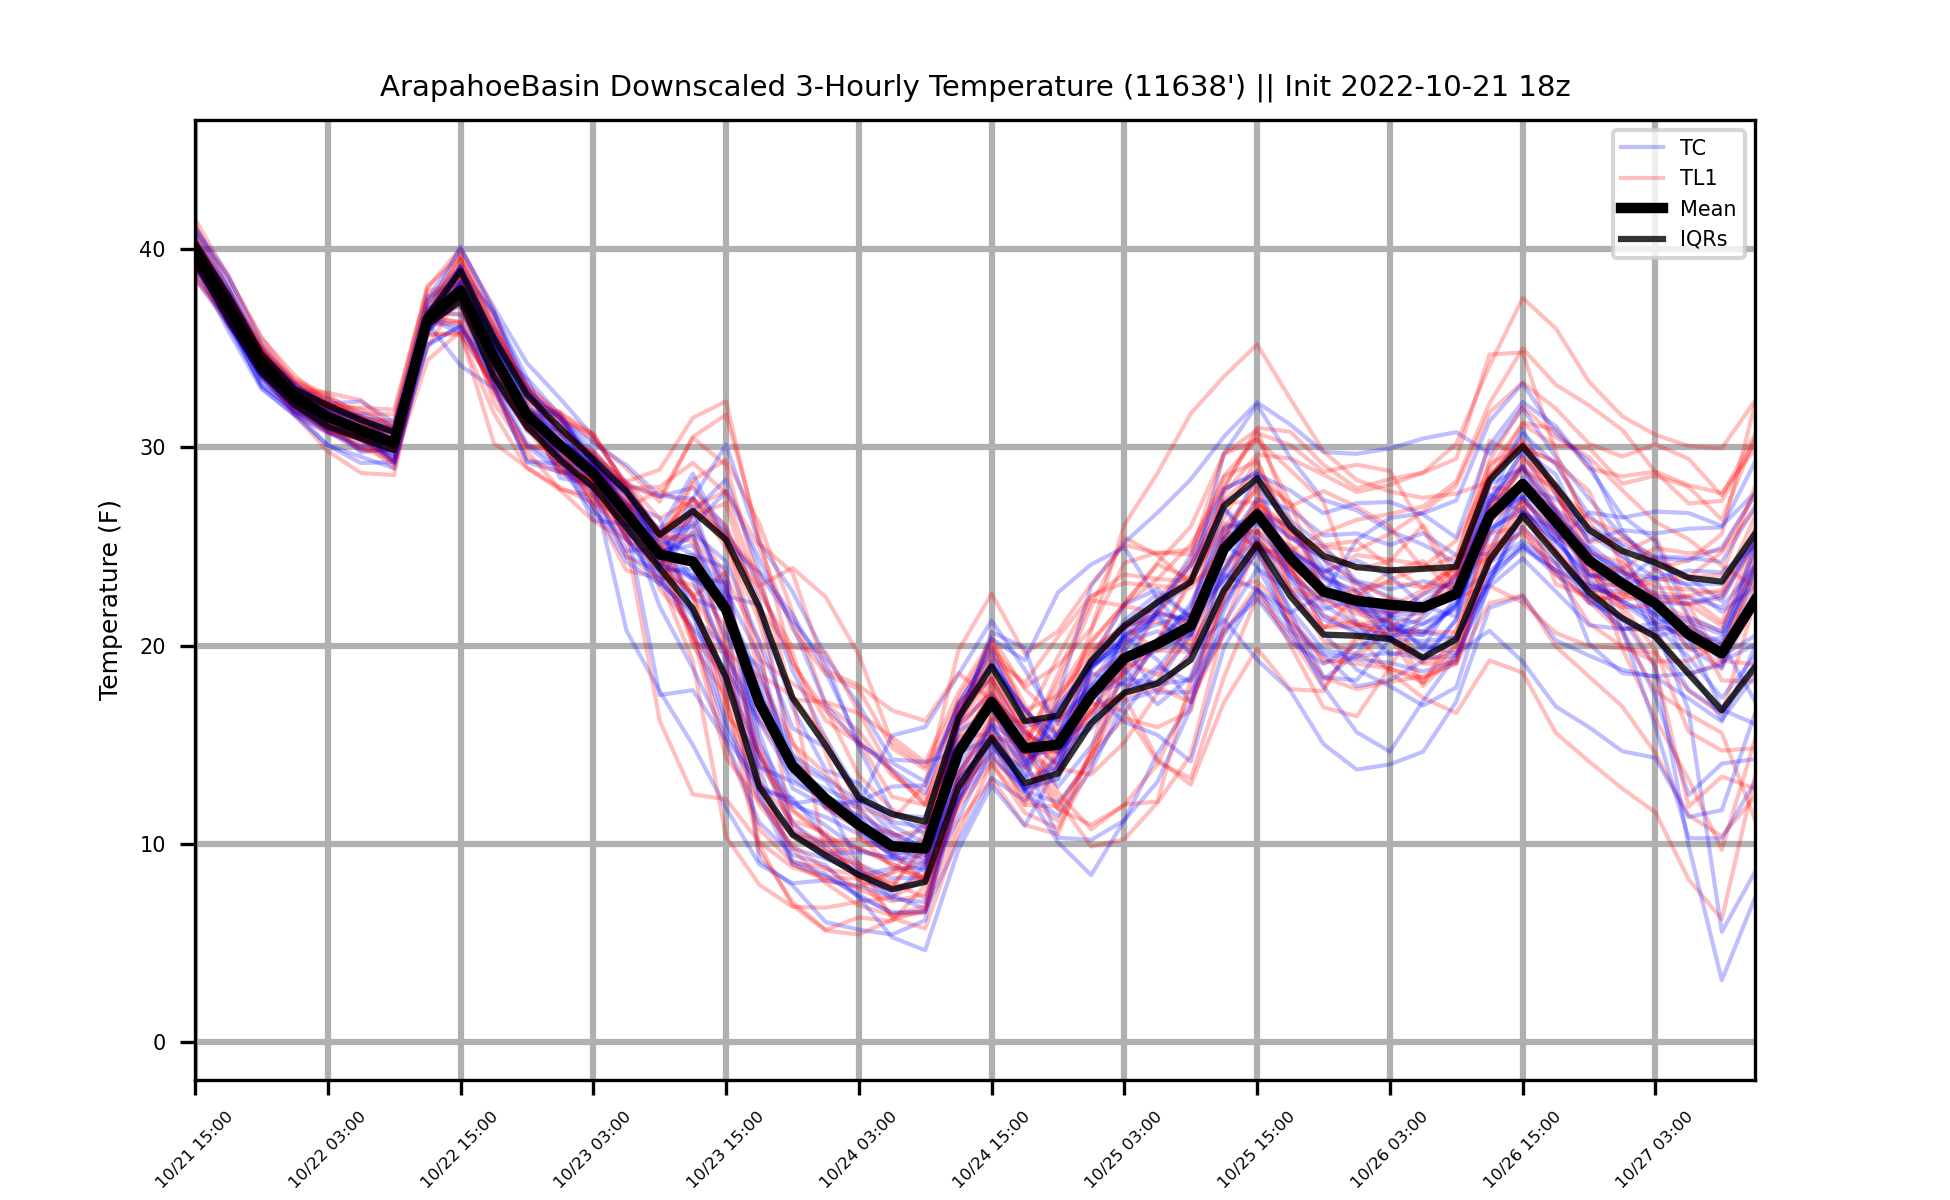 ArapahoeBasin Downscaled 3-Hourly Temperature (11638') || Init 2022-10-21 18z
TC
TL1
Mean
IQRs
Temperature (F)
40
30
20
10
0
10/21 15:00
10/22 03:00
10/22 15:00
10/23 03:00
10/23 15:00
10/24 03:00
10/24 15:00
10/25 03:00
10/25 15:00
10/26 03:00
10/26 15:00
10/27 03:00